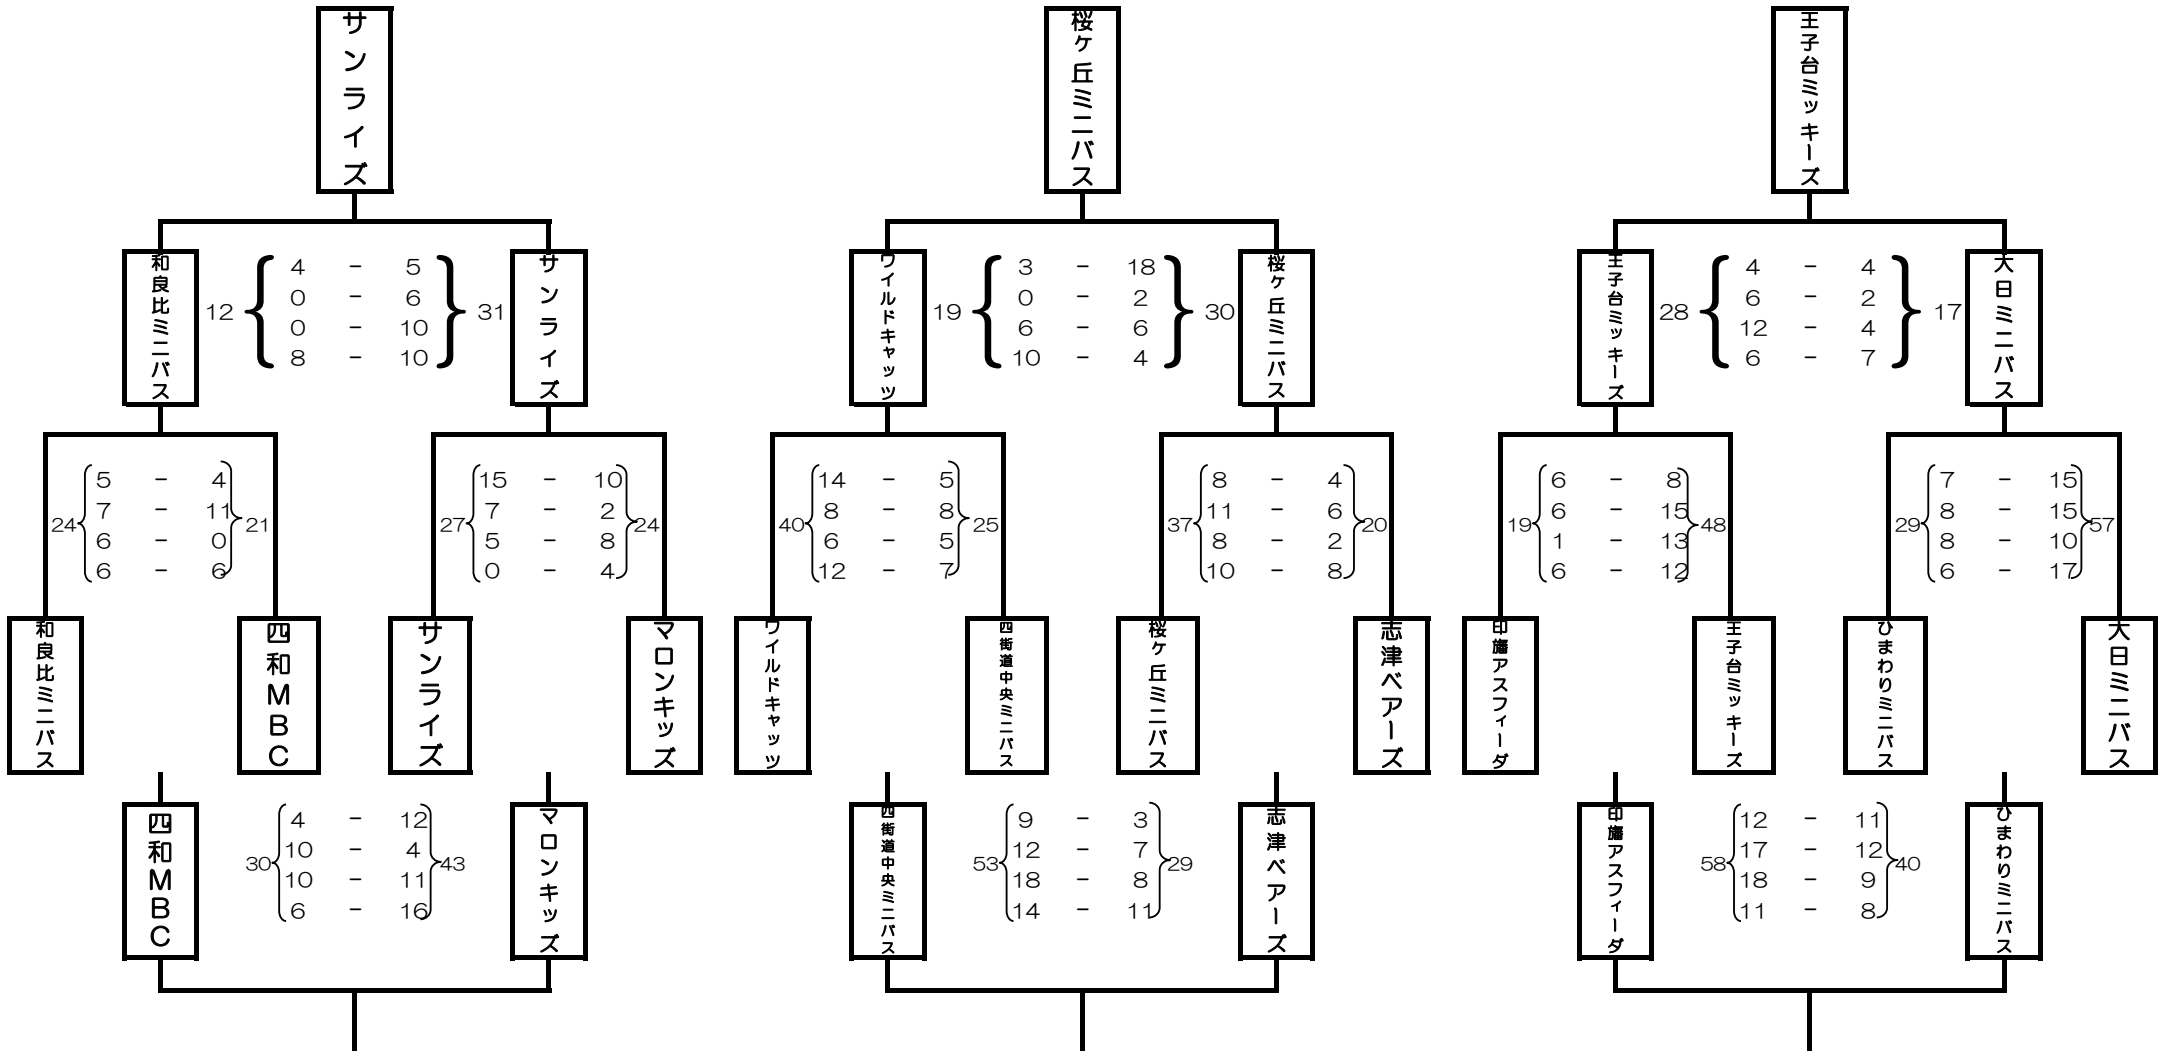 サンライズ
桜ヶ丘ミニバス
王子台ミッキーズ
和良比ミニバス
12
4 － 5
0 － 6
0 － 10
8 － 10
31
サンライズ
ワイルドキャッツ
19
3 － 18
0 － 2
6 － 6
10 － 4
30
桜ヶ丘ミニバス
王子台ミッキーズ
28
4 － 4
6 － 2
12 － 4
6 － 7
17
大日ミニバス
24
5 － 4
7 － 11
6 － 0
6 － 6
21
27
15 － 10
7 － 2
5 － 8
0 － 4
24
40
14 － 5
8 － 8
6 － 5
12 － 7
25
37
8 － 4
11 － 6
8 － 2
10 － 8
20
19
6 － 8
6 － 15
1 － 13
6 － 12
48
29
7 － 15
8 － 15
8 － 10
6 － 17
57
和良比ミニバス
四和MBC
サンライズ
マロンキッズ
ワイルドキャッツ
四街道中央ミニバス
桜ヶ丘ミニバス
志津ベアーズ
印旛アスフィーダ
王子台ミッキーズ
ひまわりミニバス
大日ミニバス
四和MBC
30
4 － 12
10 － 4
10 － 11
6 － 16
43
マロンキッズ
四街道中央ミニバス
53
9 － 3
12 － 7
18 － 8
14 － 11
29
志津ベアーズ
印旛アスフィーダ
58
12 － 11
17 － 12
18 － 9
11 － 8
40
ひまわりミニバス